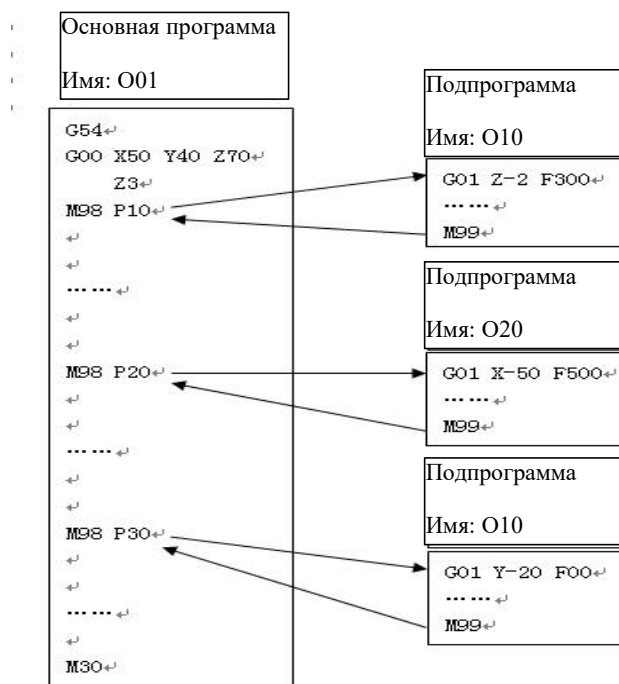 Основная программа
Имя: O01
G54↵
G00 X50 Y40 Z70↵
Z3↵
M98 P10↵
↵
↵
... ...↵
↵
↵
M98 P20↵
↵
↵
... ...↵
↵
↵
M98 P30↵
↵
↵
... ...↵
↵
M30↵
Подпрограмма
Имя: O10
G01 Z-2 F300↵
... ...↵
M99↵
Подпрограмма
Имя: O20
G01 X-50 F500↵
... ...↵
M99↵
Подпрограмма
Имя: O10
G01 Y-20 F00↵
... ...↵
M99↵